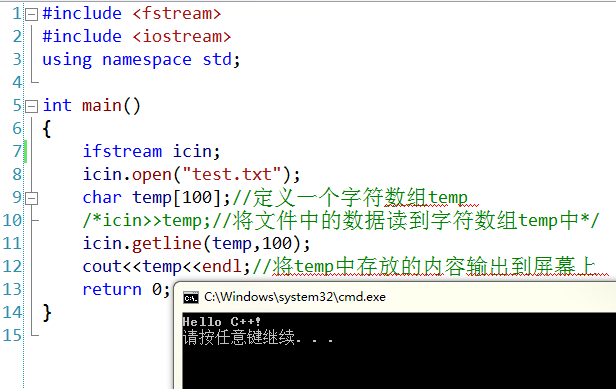 1 #include <fstream>
2 #include <iostream>
3 using namespace std;
4
5 int main()
6 {
7 ifstream icin;
8 icin.open("test.txt");
9 char temp[100];//定义一个字符数组temp
10 /*icin>>temp;//将文件中的数据读到字符数组temp中*/
11 icin.getline(temp,100);
12 cout<<temp<<endl;//将temp中存放的内容输出到屏幕上
13 return 0;
14 }
15
C:\Windows\system32\cmd.exe
Hello C++!
请按任意键继续. . .